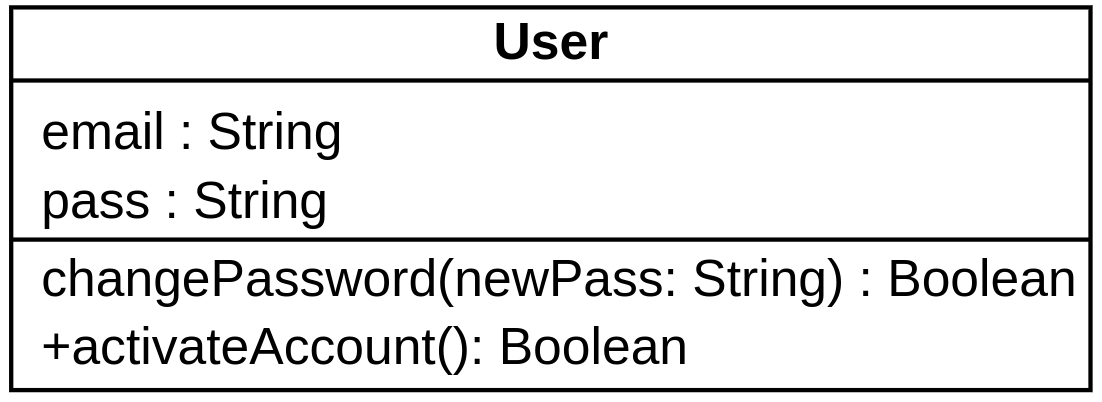 User
email : String
pass : String
changePassword(newPass: String) : Boolean
+activateAccount(): Boolean